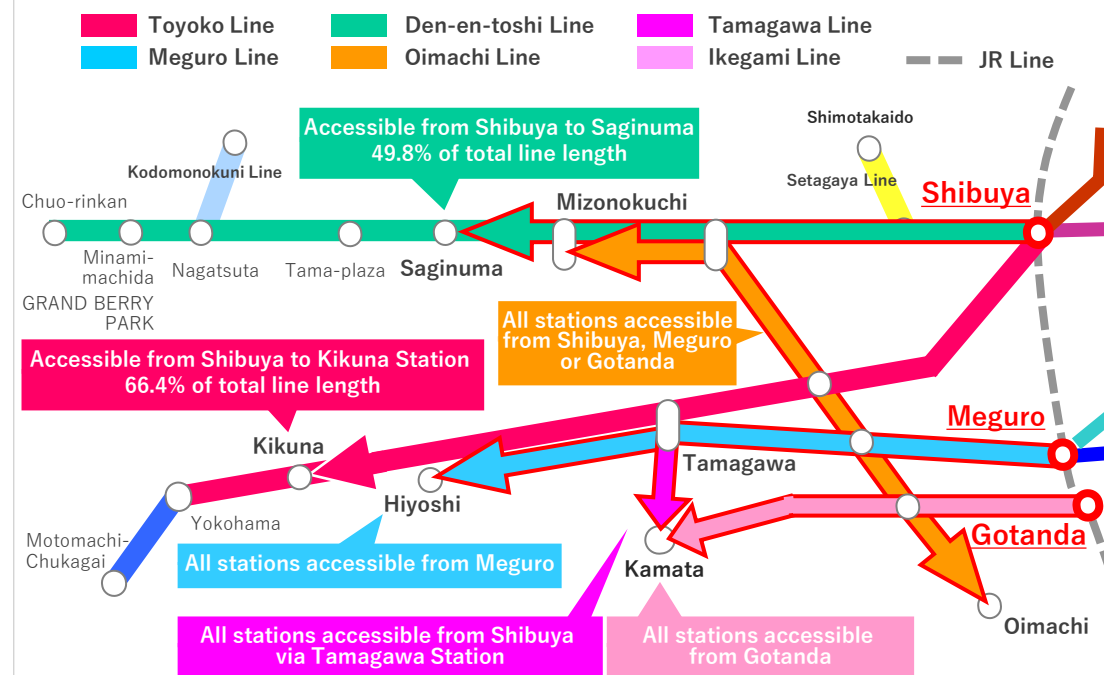 Toyoko Line
Den-en-toshi Line
Tamagawa Line
Meguro Line
Oimachi Line
Ikegami Line
JR Line
Accessible from Shibuya to Saginuma
49.8% of total line length
Shimotakaido
Kodomonokuni Line
Setagaya Line
Shibuya
Chuo-rinkan
Mizonokuchi
Minami-
machida
GRAND BERRY
PARK
Nagatsuta
Tama-plaza
Saginuma
All stations accessible
from Shibuya, Meguro
or Gotanda
Accessible from Shibuya to Kikuna Station
66.4% of total line length
Meguro
Kikuna
Tamagawa
Hiyoshi
Yokohama
Gotanda
Motomachi-
Chukagai
All stations accessible from Meguro
Kamata
Oimachi
All stations accessible from Shibuya
via Tamagawa Station
All stations accessible
from Gotanda